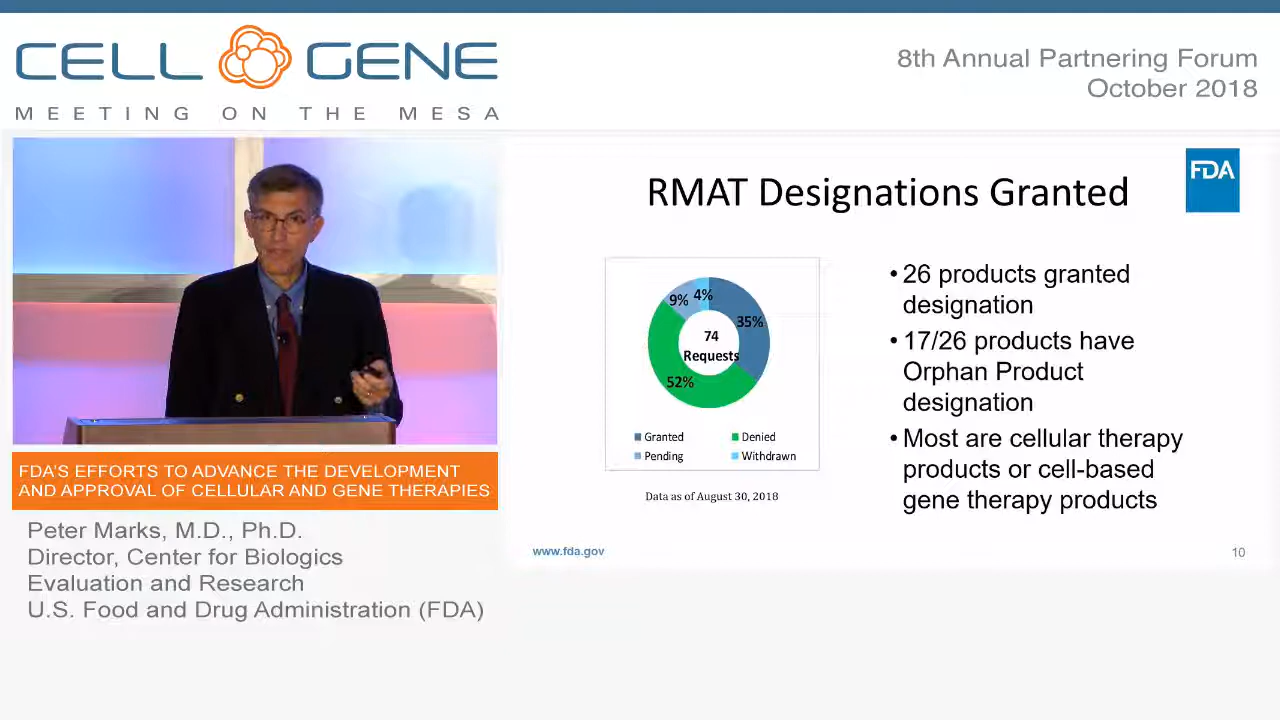 CELL GENE
MEETING ON THE MESA
8th Annual Partnering Forum
October 2018
FDA
RMAT Designations Granted
9%
4%
35%
74
Requests
52%
Granted
Denied
Pending
Withdrawn
Data as of August 30, 2018
• 26 products granted
designation
• 17/26 products have
Orphan Product
designation
• Most are cellular therapy
products or cell-based
gene therapy products
www.fda.gov
10
FDA'S EFFORTS TO ADVANCE THE DEVELOPMENT
AND APPROVAL OF CELLULAR AND GENE THERAPIES
Peter Marks, M.D., Ph.D.
Director, Center for Biologics
Evaluation and Research
U.S. Food and Drug Administration (FDA)